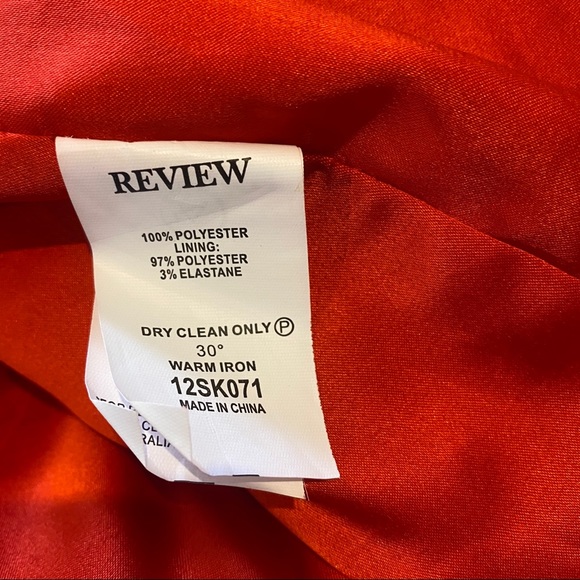 REVIEW
100% POLYESTER
LINING:
97% POLYESTER
3% ELASTANE
DRY CLEAN ONLY Ⓟ
30°
WARM IRON
12SK071
MADE IN CHINA